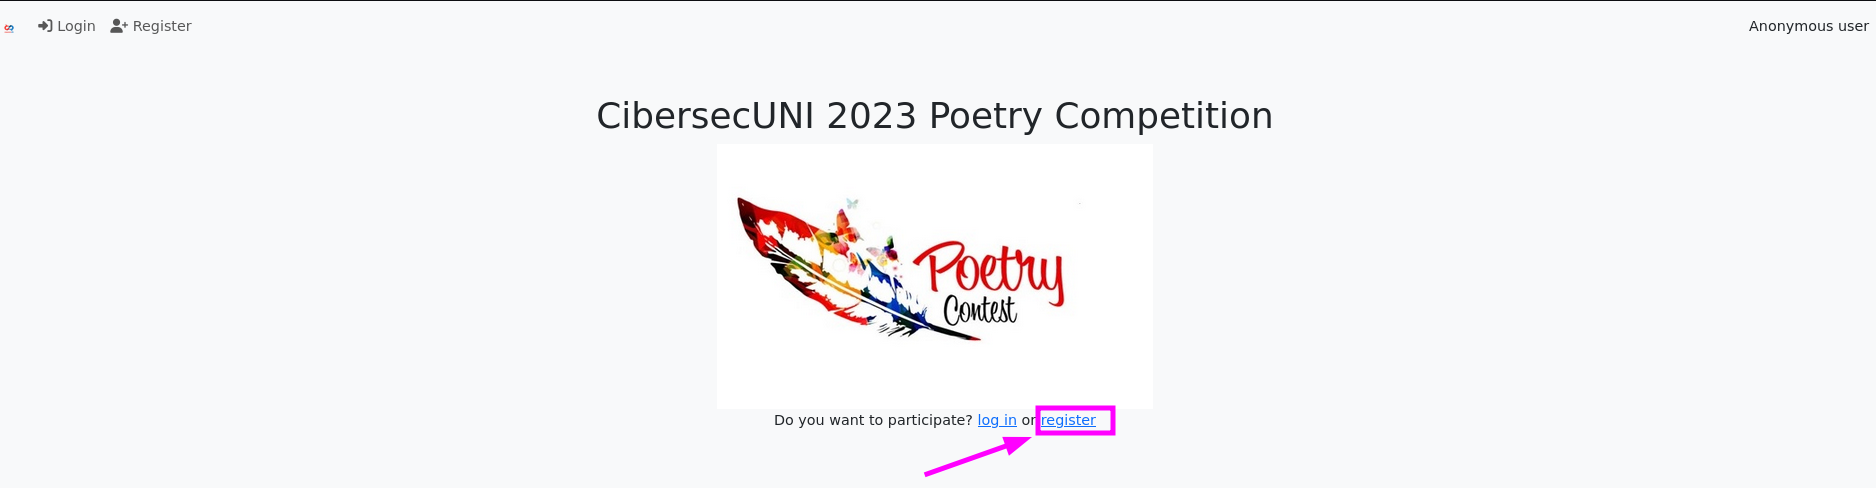 Login Register Anonymous user
CibersecUNI 2023 Poetry Competition
Poetry
Contest
Do you want to participate? log in or register